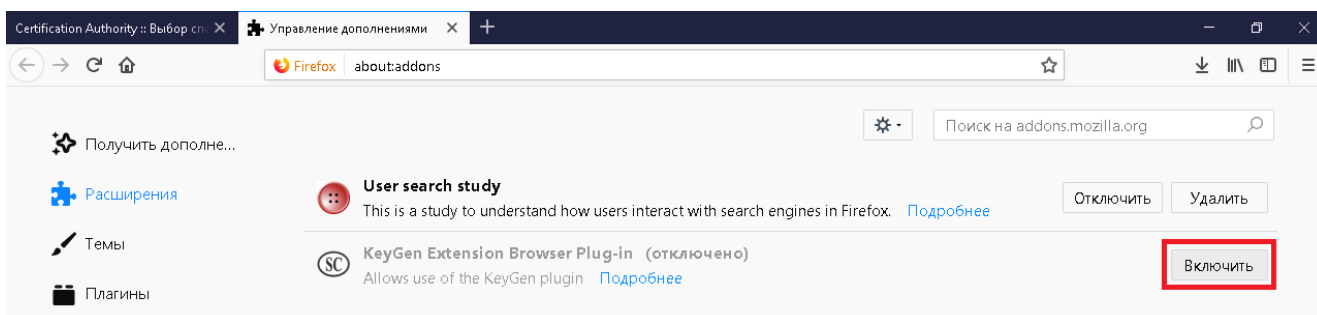 Certification Authority :: Выбор спо
Управление дополнениями
Firefox about:addons
Поиск на addons.mozilla.org
Получить дополне...
Расширения
Темы
Плагины
User search study
This is a study to understand how users interact with search engines in Firefox. Подробнее
Отключить Удалить
SC
KeyGen Extension Browser Plug-in (отключено)
Allows use of the KeyGen plugin Подробнее
Включить